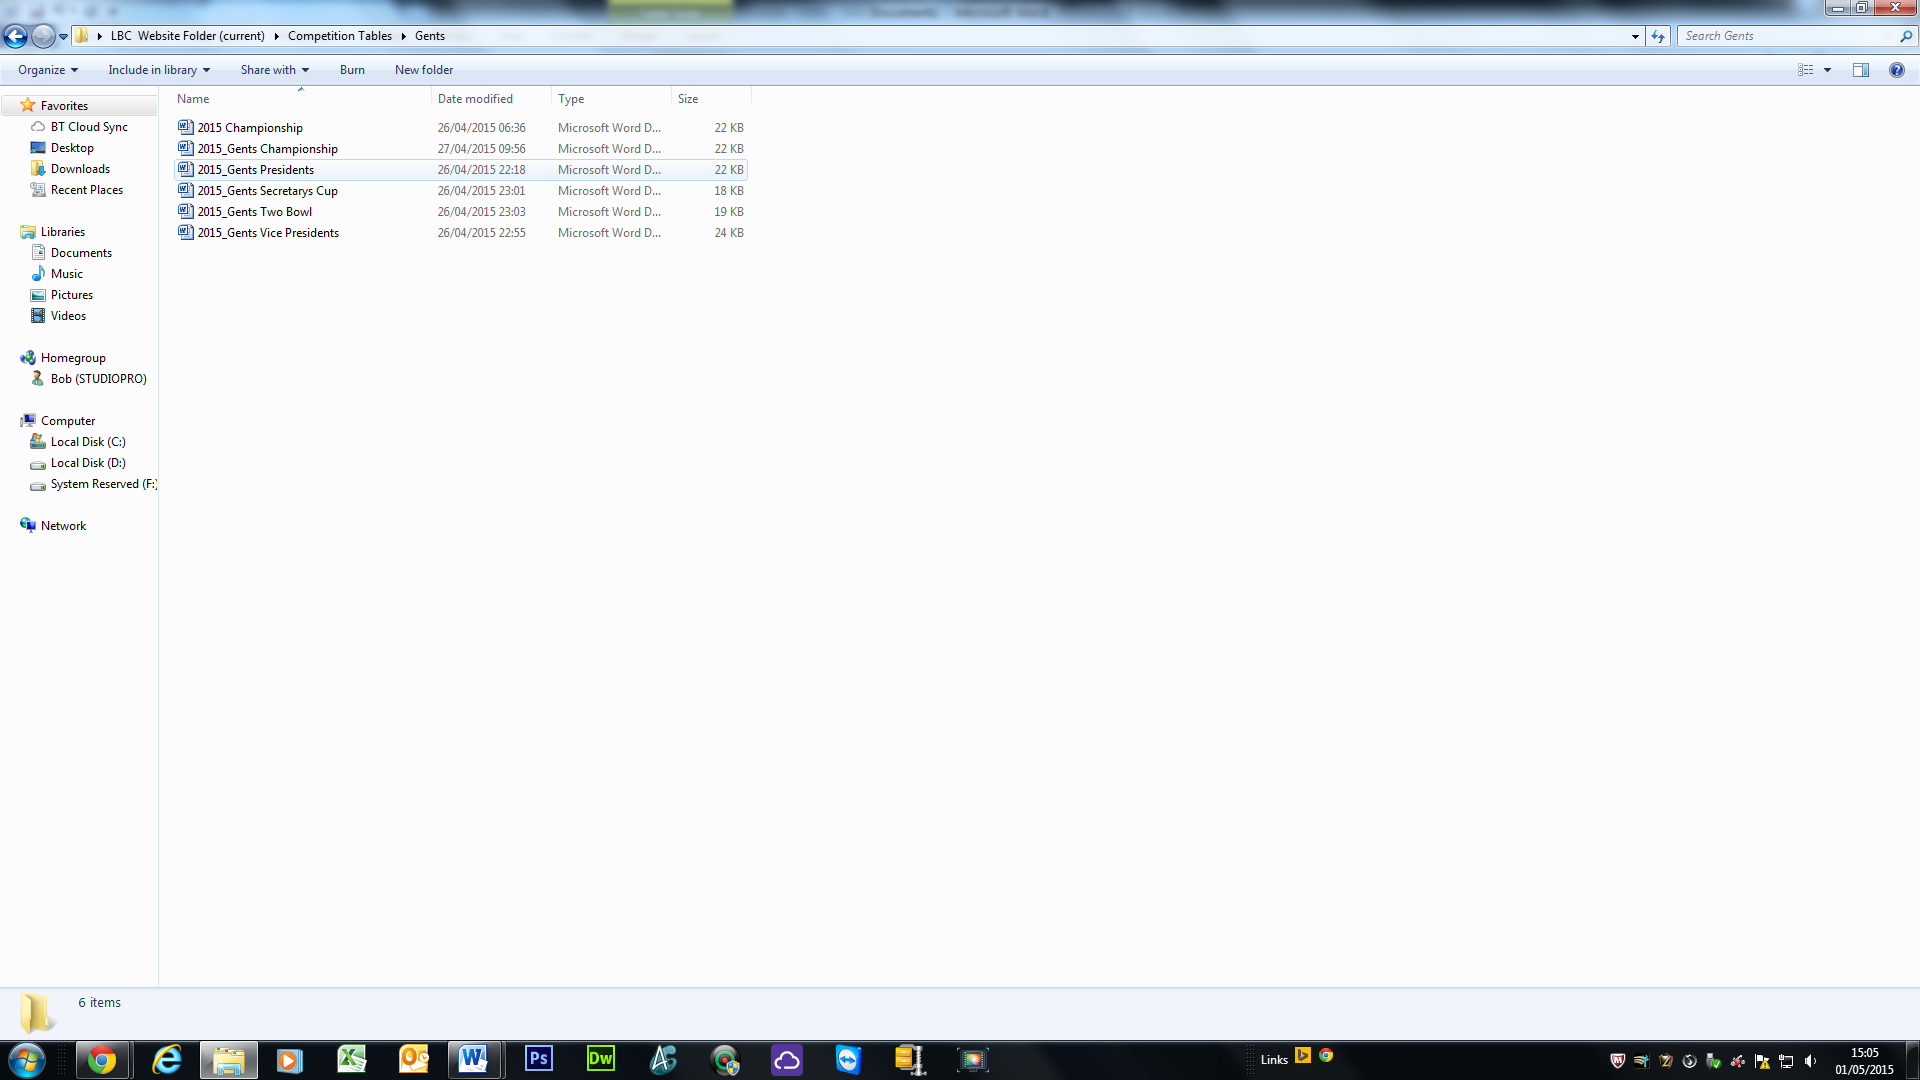 LBC Website Folder (current) Competition Tables Gents
Search Gents
Organize Include in library Share with Burn New folder
Name Date modified Type Size
2015 Championship 26/04/2015 06:36 Microsoft Word D... 22 KB
2015_Gents Championship 27/04/2015 09:56 Microsoft Word D... 22 KB
2015_Gents Presidents 26/04/2015 22:18 Microsoft Word D... 22 KB
2015_Gents Secretarys Cup 26/04/2015 23:01 Microsoft Word D... 18 KB
2015_Gents Two Bowl 26/04/2015 23:03 Microsoft Word D... 19 KB
2015_Gents Vice Presidents 26/04/2015 22:55 Microsoft Word D... 24 KB
Favorites
BT Cloud Sync
Desktop
Downloads
Recent Places
Libraries
Documents
Music
Pictures
Videos
Homegroup
Bob (STUDIOPRO)
Computer
Local Disk (C:)
Local Disk (D:)
System Reserved (F:)
Network
6 items
Ps
Dw
Links
15:05
01/05/2015